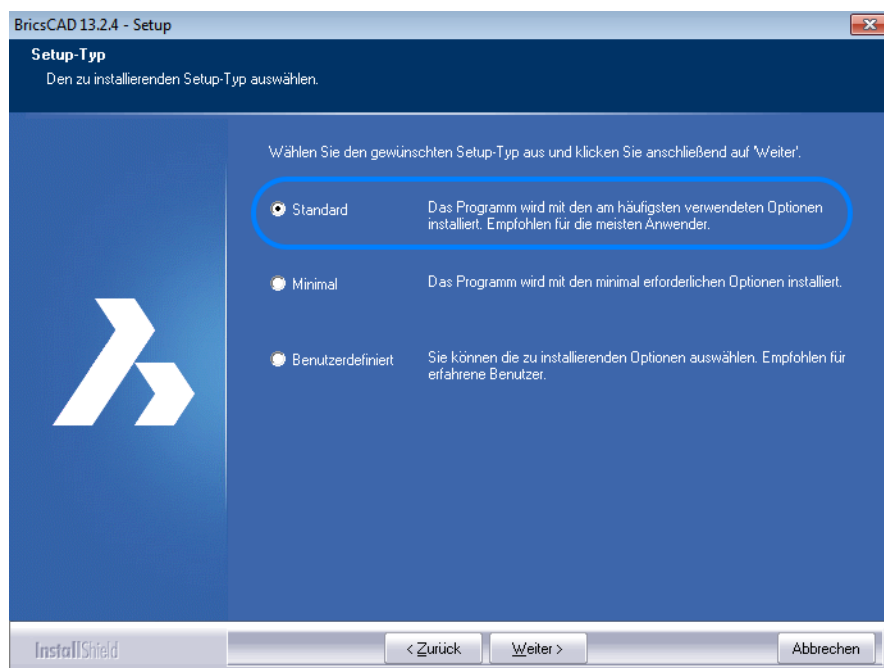 BricsCAD 13.2.4 - Setup
Setup-Typ
Den zu installierenden Setup-Typ auswählen.
Wählen Sie den gewünschten Setup-Typ aus und klicken Sie anschließend auf 'Weiter'.
Standard
Das Programm wird mit den am häufigsten verwendeten Optionen
installiert. Empfohlen für die meisten Anwender.
Minimal
Das Programm wird mit den minimal erforderlichen Optionen installiert.
Benutzerdefiniert
Sie können die zu installierenden Optionen auswählen. Empfohlen für
erfahrene Benutzer.
InstallShield
< Zurück
Weiter >
Abbrechen